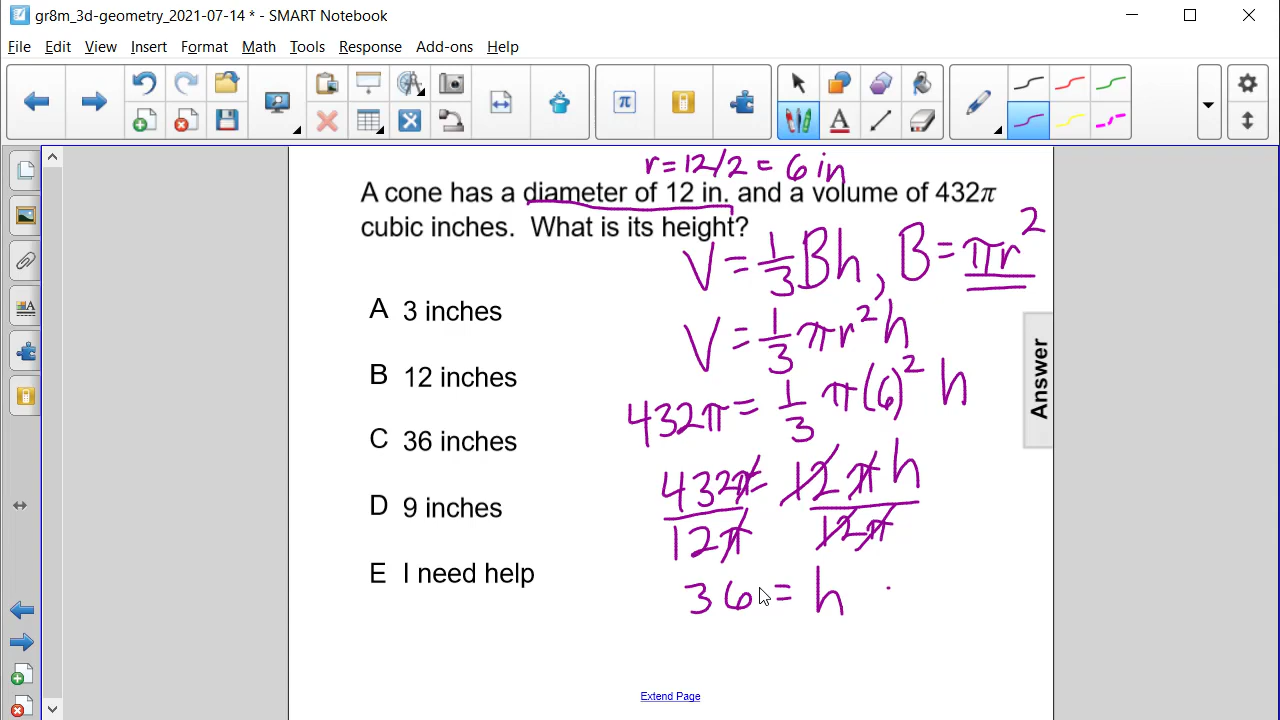 gr8m_3d-geometry_2021-07-14 * - SMART Notebook
File Edit View Insert Format Math Tools Response Add-ons Help
r = 12/2 = 6 in
A cone has a diameter of 12 in. and a volume of 432π
cubic inches. What is its height?
V = 1/3 Bh, B = πr²
A 3 inches
V = 1/3 πr²h
B 12 inches
432π = 1/3 π(6)² h
C 36 inches
432π/12π = 12πh/12π
D 9 inches
E I need help
36 = h
Answer
Extend Page